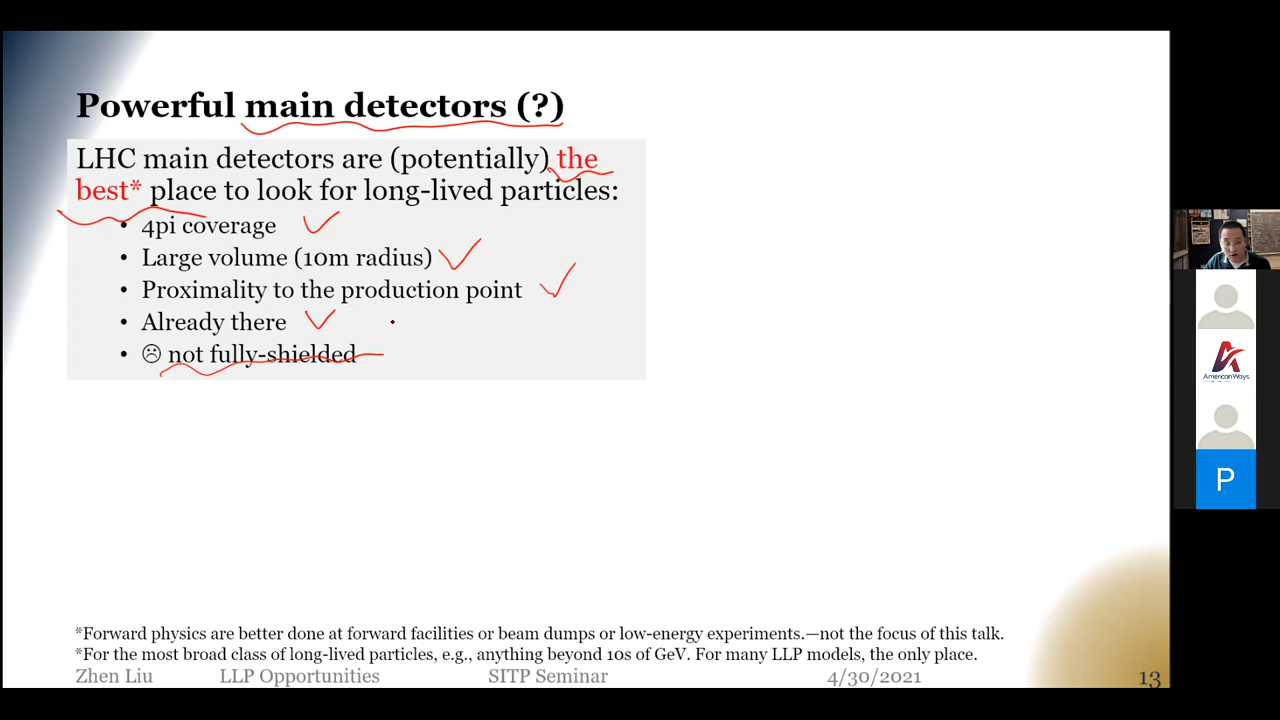 Powerful main detectors (?)
LHC main detectors are (potentially) the
best* place to look for long-lived particles:
• 4pi coverage
• Large volume (10m radius)
• Proximality to the production point
• Already there
• ☹ not fully-shielded
*Forward physics are better done at forward facilities or beam dumps or low-energy experiments.—not the focus of this talk.
*For the most broad class of long-lived particles, e.g., anything beyond 10s of GeV. For many LLP models, the only place.
Zhen Liu LLP Opportunities SITP Seminar 4/30/2021 13
AmericanWays
P